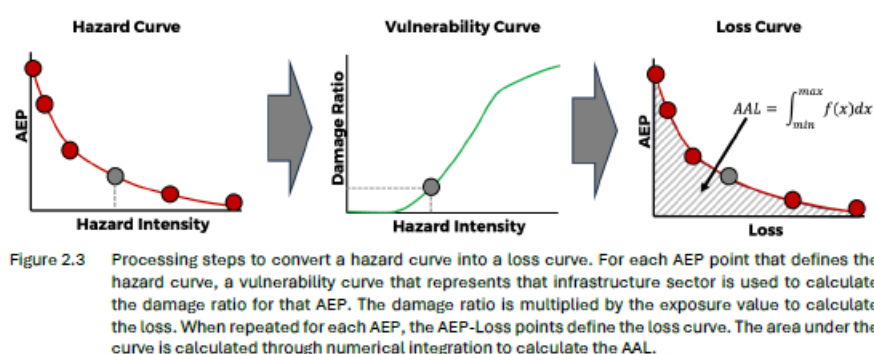 Hazard Curve
Vulnerability Curve
Loss Curve
AEP
Hazard Intensity
Damage Ratio
Hazard Intensity
AEP
AAL = ∫ max min f(x)dx
Loss
Figure 2.3 Processing steps to convert a hazard curve into a loss curve. For each AEP point that defines the
hazard curve, a vulnerability curve that represents that infrastructure sector is used to calculate
the damage ratio for that AEP. The damage ratio is multiplied by the exposure value to calculate
the loss. When repeated for each AEP, the AEP-Loss points define the loss curve. The area under the
curve is calculated through numerical integration to calculate the AAL.